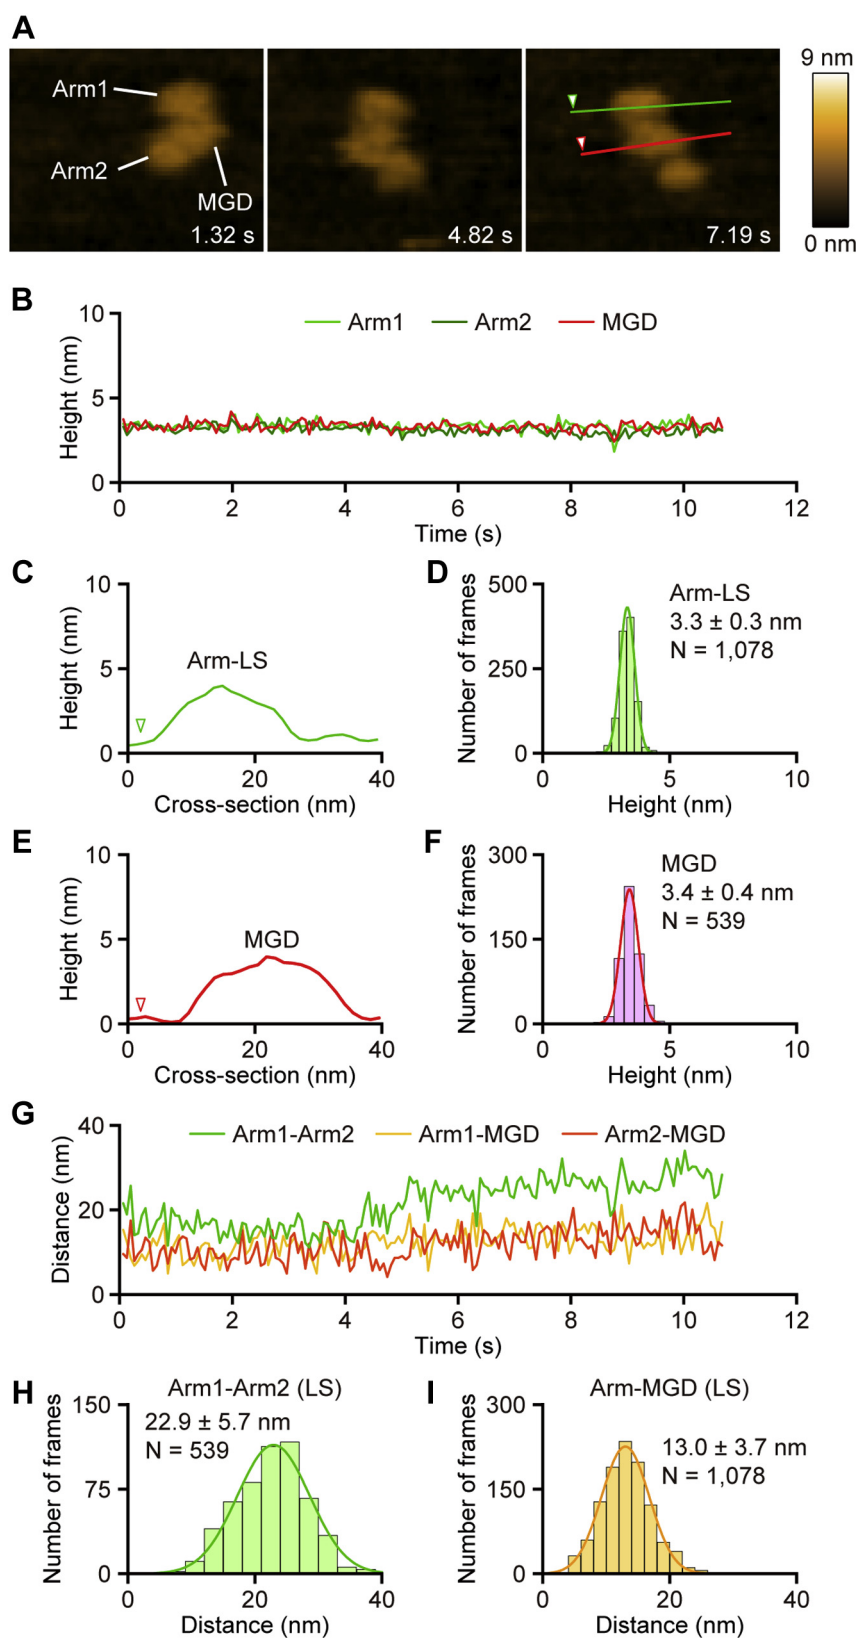 A
Arm1
Arm2
MGD
1.32 s
4.82 s
7.19 s
9 nm
0 nm
B
Height (nm)
10
5
0
Arm1 Arm2 MGD
0 2 4 6 8 10 12
Time (s)
C
Height (nm)
10
5
0
Arm-LS
0 20 40
Cross-section (nm)
D
Number of frames
500
250
0
Arm-LS
3.3 ± 0.3 nm
N = 1,078
0 5 10
Height (nm)
E
Height (nm)
10
5
0
MGD
0 20 40
Cross-section (nm)
F
Number of frames
300
150
0
MGD
3.4 ± 0.4 nm
N = 539
0 5 10
Height (nm)
G
Distance (nm)
40
20
0
Arm1-Arm2 Arm1-MGD Arm2-MGD
0 2 4 6 8 10 12
Time (s)
H
Arm1-Arm2 (LS)
Number of frames
150
75
0
22.9 ± 5.7 nm
N = 539
0 20 40
Distance (nm)
I
Arm-MGD (LS)
Number of frames
300
150
0
13.0 ± 3.7 nm
N = 1,078
0 20 40
Distance (nm)